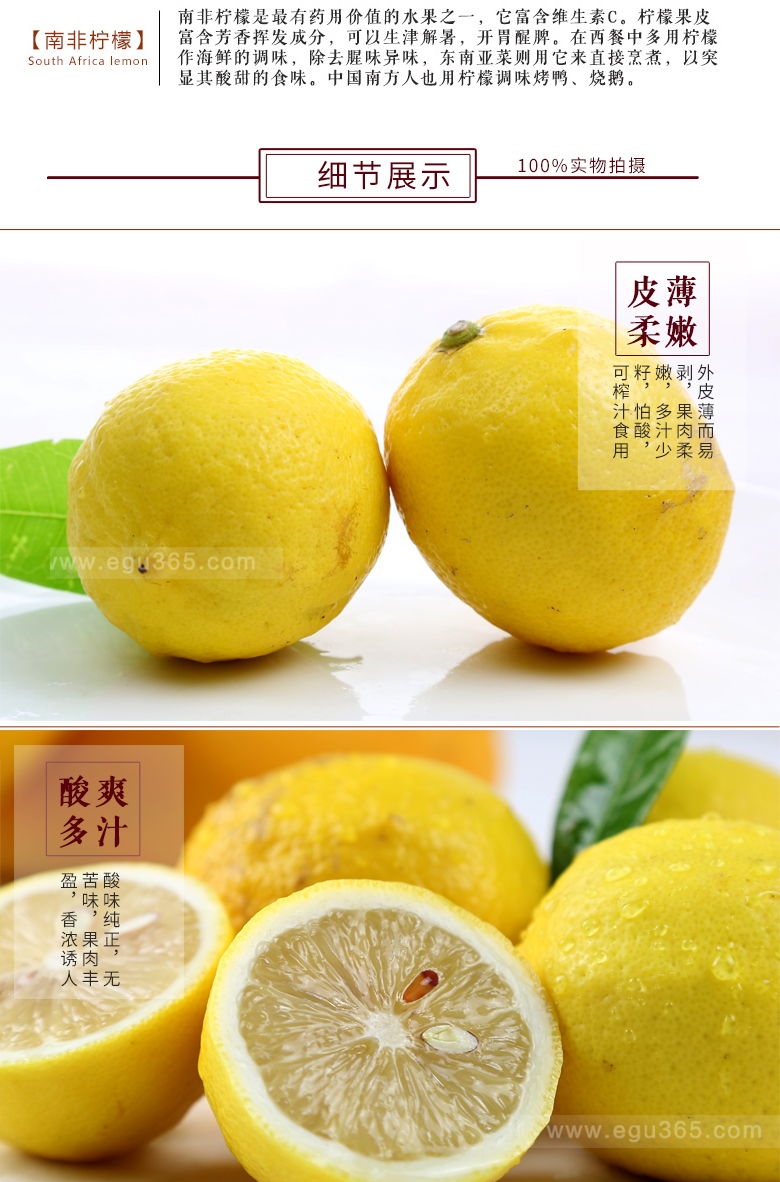 【南非柠檬】
South Africa lemon
南非柠檬是最有药用价值的水果之一，它富含维生素C。柠檬果皮
富含芳香挥发成分，可以生津解暑，开胃醒脾。在西餐中多用柠檬
作海鲜的调味，除去腥味异味，东南亚菜则用它来直接烹煮，以突
显其酸甜的食味。中国南方人也用柠檬调味烤鸭、烧鹅。
细节展示
100%实物拍摄
皮薄
柔嫩
外皮薄而易
剥，果肉柔
嫩，多汁少
籽，怕酸，
可榨汁食用
www.egu365.com
酸爽
多汁
酸味纯正，无
苦味，果肉丰
盈，香浓诱人
www.egu365.com